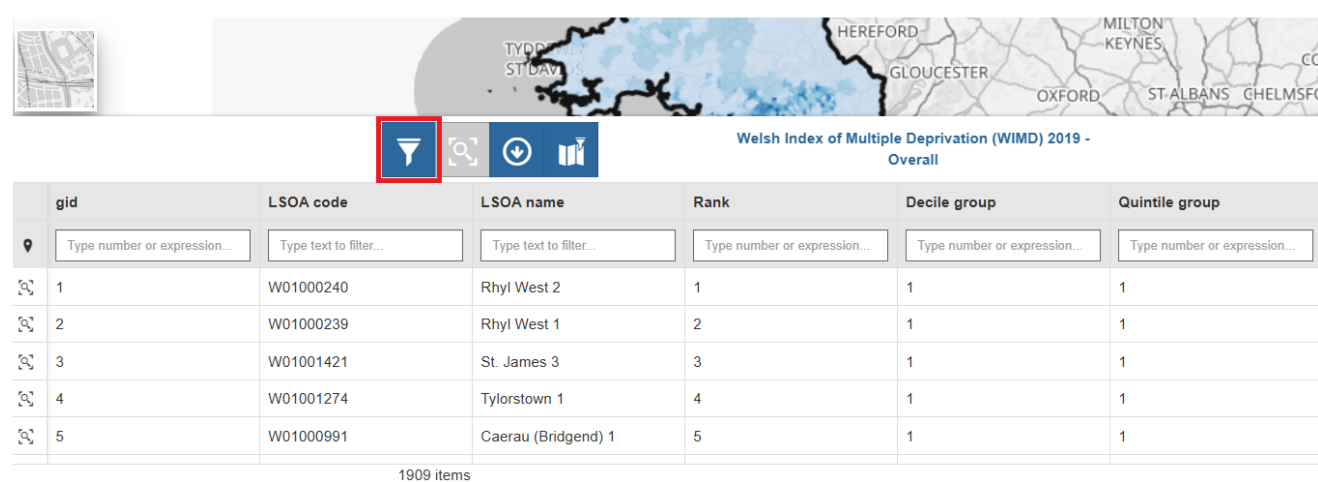 MILTON
KEYNES
HEREFORD
GLOUCESTER
OXFORD
ST ALBANS
Welsh Index of Multiple Deprivation (WIMD) 2019 -
Overall
gid LSOA code LSOA name Rank Decile group Quintile group
Type number or expression... Type text to filter... Type text to filter... Type number or expression... Type number or expression... Type number or expression...
1 W01000240 Rhyl West 2 1 1 1
2 W01000239 Rhyl West 1 2 1 1
3 W01001421 St. James 3 3 1 1
4 W01001274 Tylorstown 1 4 1 1
5 W01000991 Caerau (Bridgend) 1 5 1 1
1909 items